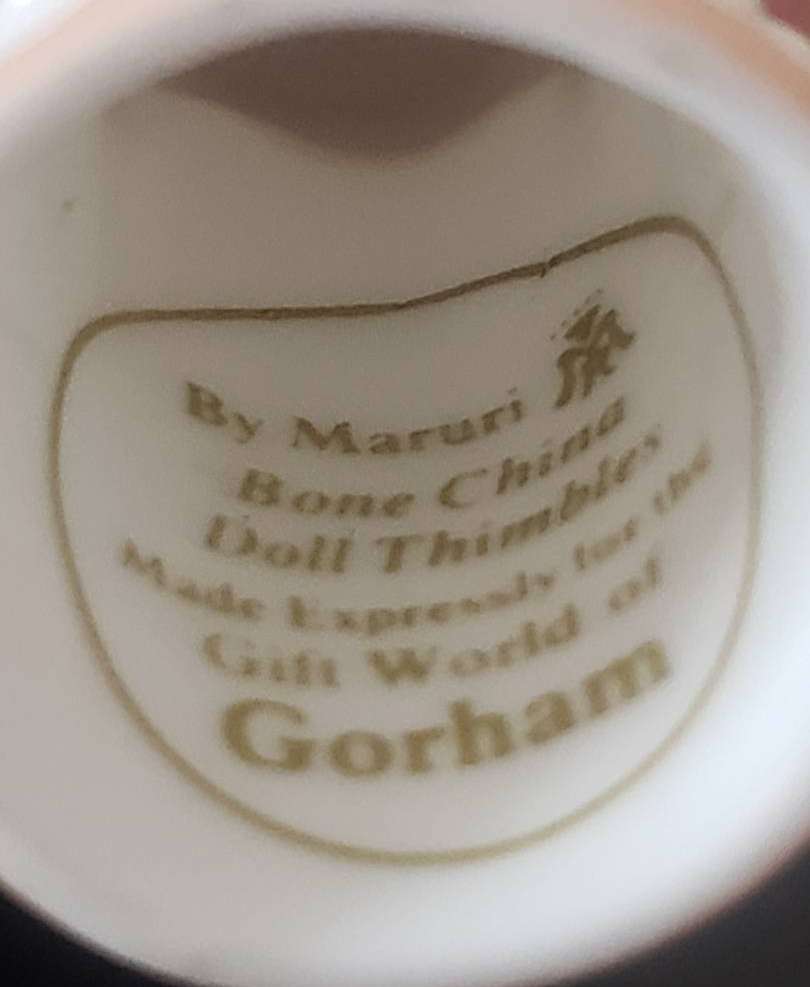 By Maruri
Bone China
Doll Thimbles
Made Expressly for the
Gift World of
Gorham